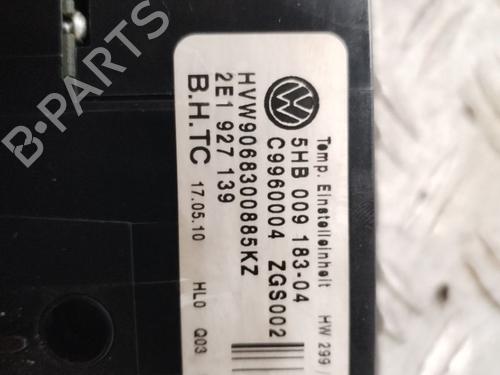 Temp. Einstelleinheit HW 299
5HB 009 183-04
C9960004 ZGS002
HVW9068300885KZ
2E1 927 139
B.H.TC 17.05.10 HL0 Q03
B-PARTS